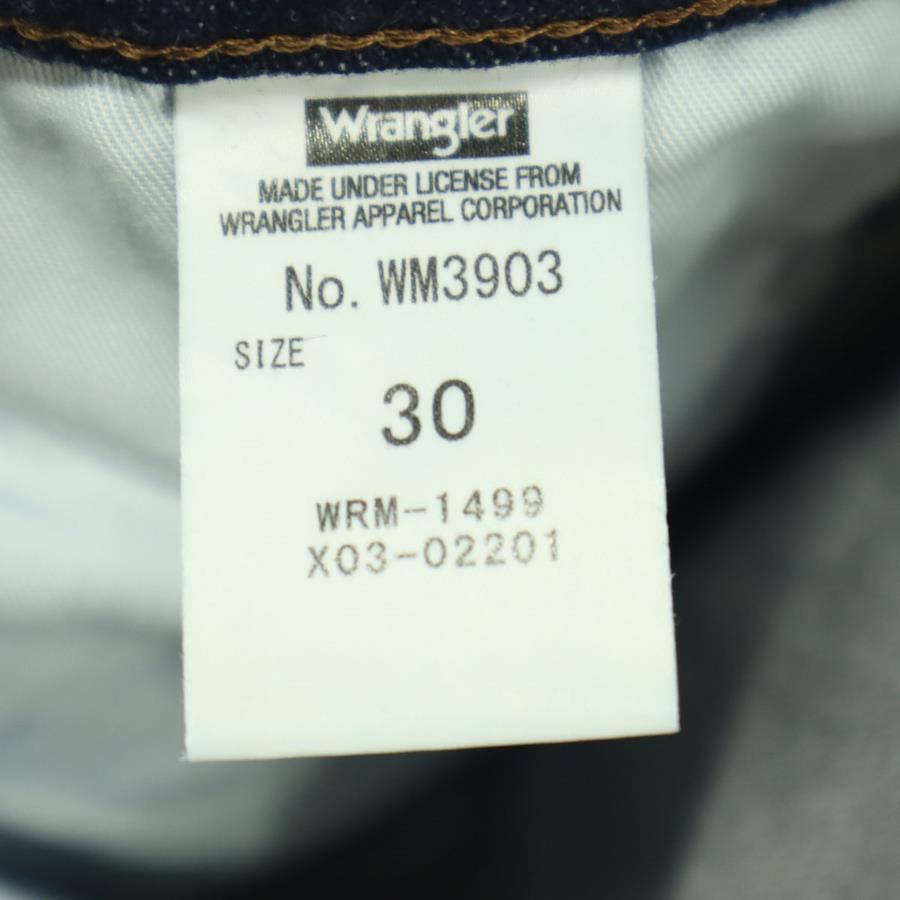 Wrangler
MADE UNDER LICENSE FROM
WRANGLER APPAREL CORPORATION
No. WM3903
SIZE
30
WRM-1499
X03-02201